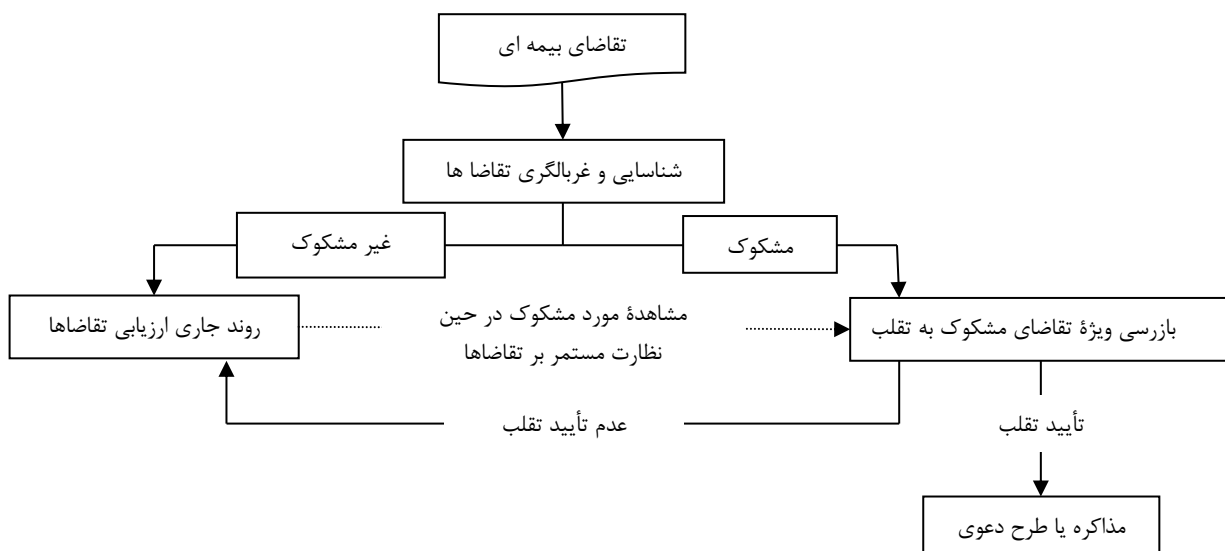 تقاضای بیمه ای
شناسایی و غربالگری تقاضا ها
مشکوک
غیر مشکوک
بازرسی ویژهٔ تقاضای مشکوک به تقلب
مشاهدهٔ مورد مشکوک در حین
نظارت مستمر بر تقاضاها
روند جاری ارزیابی تقاضاها
تأیید تقلب
عدم تأیید تقلب
مذاکره یا طرح دعوی